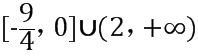 [-9/4, 0]∪(2, +∞)